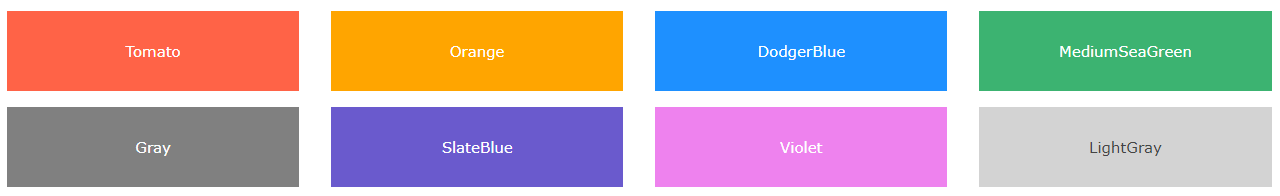 Tomato
Orange
DodgerBlue
MediumSeaGreen
Gray
SlateBlue
Violet
LightGray